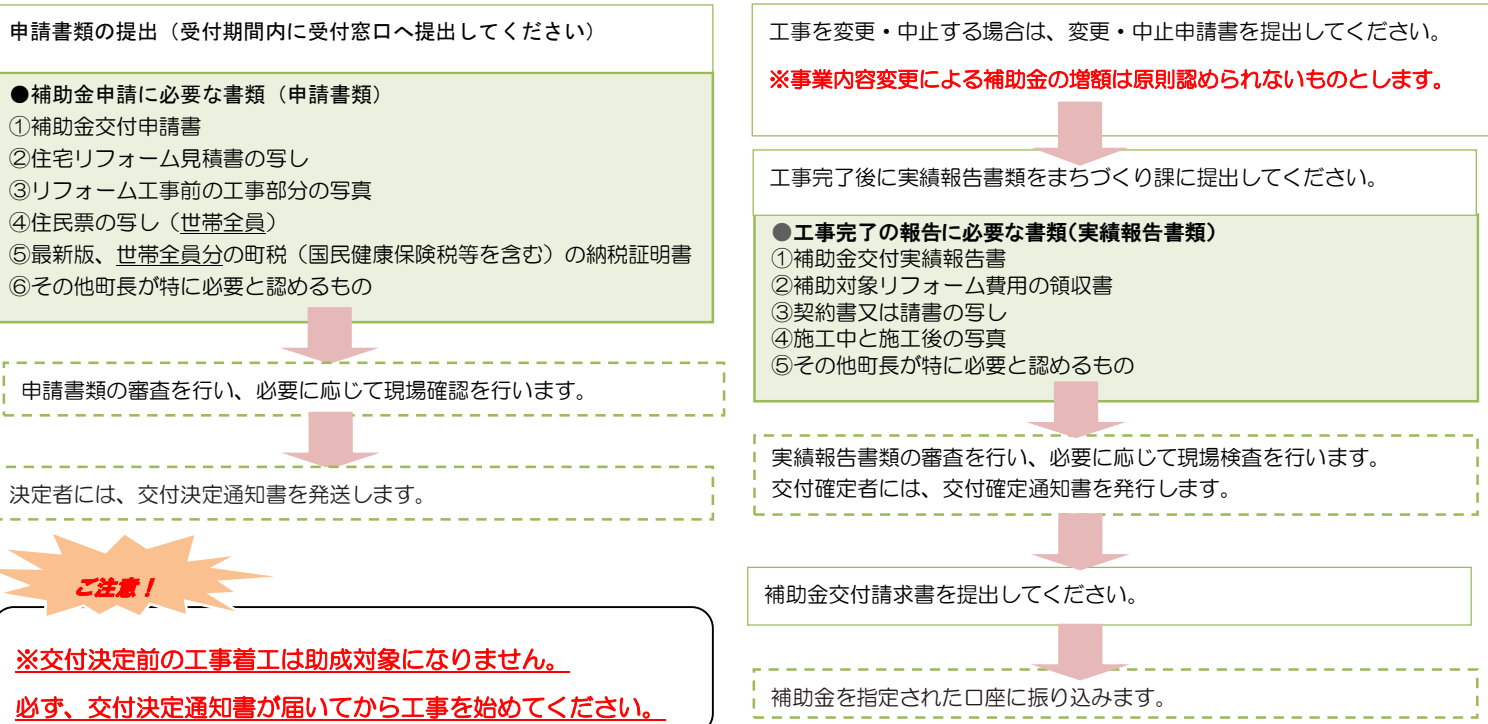 申請書類の提出（受付期間内に受付窓口へ提出してください）
●補助金申請に必要な書類（申請書類）
①補助金交付申請書
②住宅リフォーム見積書の写し
③リフォーム工事前の工事部分の写真
④住民票の写し（世帯全員）
⑤最新版、世帯全員分の町税（国民健康保険税等を含む）の納税証明書
⑥その他町長が特に必要と認めるもの
申請書類の審査を行い、必要に応じて現場確認を行います。
決定者には、交付決定通知書を発送します。
ご注意！
※交付決定前の工事着工は助成対象になりません。
必ず、交付決定通知書が届いてから工事を始めてください。
工事を変更・中止する場合は、変更・中止申請書を提出してください。
※事業内容変更による補助金の増額は原則認められないものとします。
工事完了後に実績報告書類をまちづくり課に提出してください。
●工事完了の報告に必要な書類(実績報告書類)
①補助金交付実績報告書
②補助対象リフォーム費用の領収書
③契約書又は請書の写し
④施工中と施工後の写真
⑤その他町長が特に必要と認めるもの
実績報告書類の審査を行い、必要に応じて現場検査を行います。
交付確定者には、交付確定通知書を発行します。
補助金交付請求書を提出してください。
補助金を指定された口座に振り込みます。